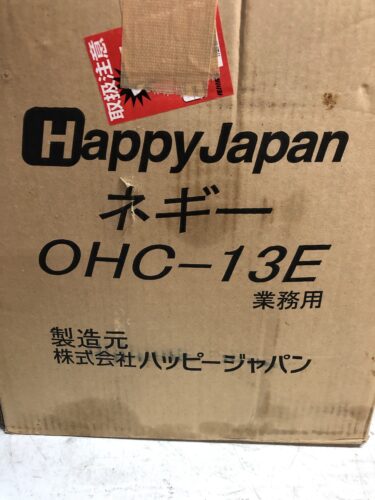 取扱注意
HappyJapan
ネギー
OHC-13E
業務用
製造元
株式会社ハッピージャパン